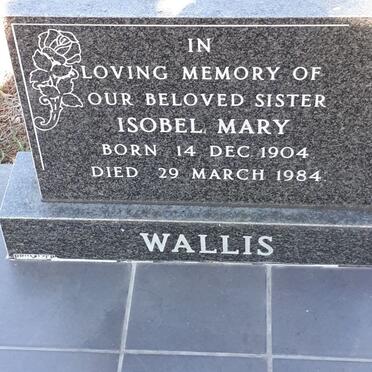 IN
LOVING MEMORY OF
OUR BELOVED SISTER
ISOBEL MARY
BORN 14 DEC 1904
DIED 29 MARCH 1984
WALLIS